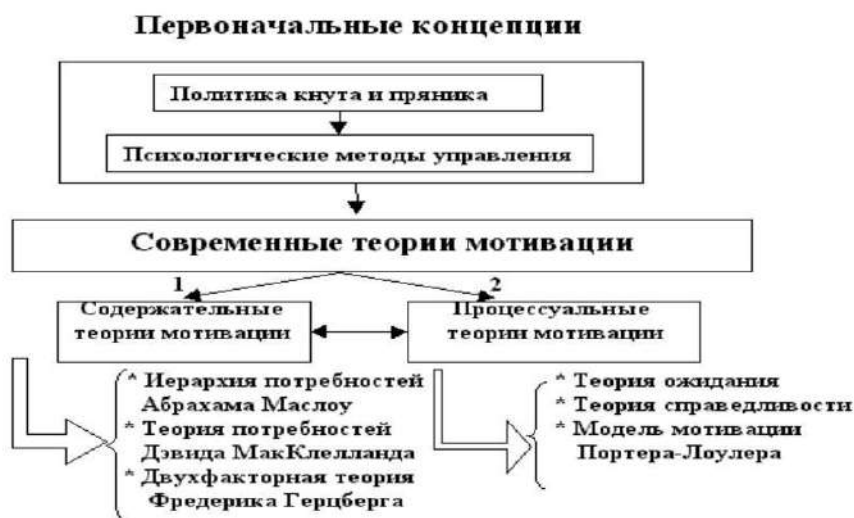 Первоначальные концепции
Политика кнута и пряника
Психологические методы управления
Современные теории мотивации
1
2
Содержательные
теории мотивации
Процессуальные
теории мотивации
* Иерархия потребностей
Абрахама Маслоу
* Теория потребностей
Дэвида МакКлелланда
* Двухфакторная теория
Фредерика Герцберга
* Теория ожидания
* Теория справедливости
* Модель мотивации
Портера-Лоулера